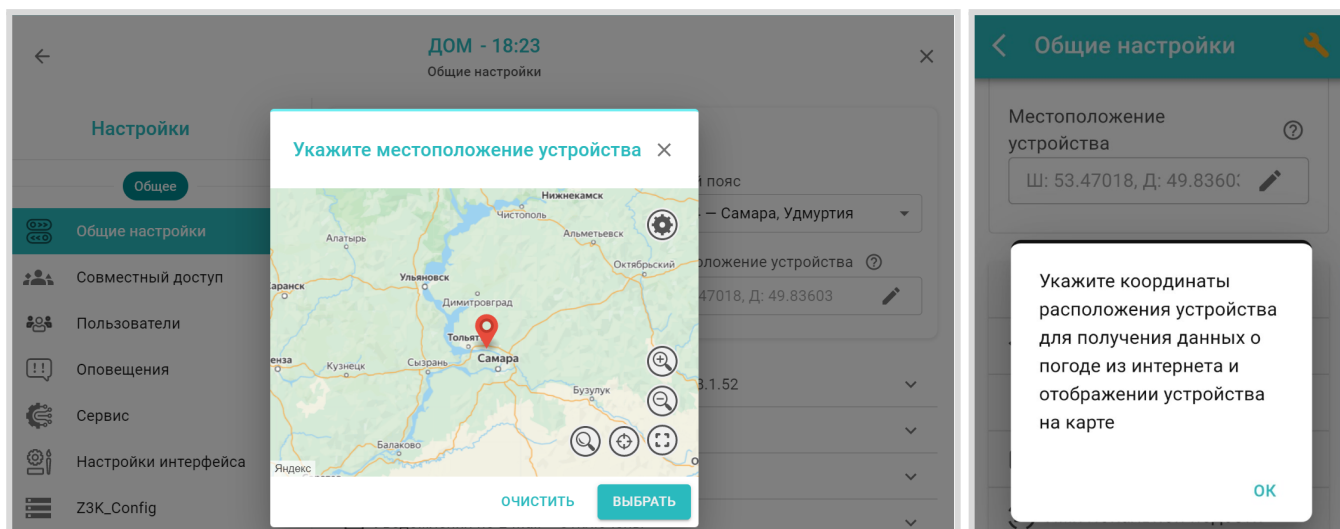 ДОМ - 18:23
Общие настройки
Настройки
Общее
Общие настройки
Совместный доступ
Пользователи
Оповещения
Сервис
Настройки интерфейса
Z3K_Config
Укажите местоположение устройства
Нижнекамск
Чистополь
Альметьевск
Алатырь
Октябрьский
Ульяновск
Димитровград
Кузнецк
Сызрань
Самара
Бузулук
Балаково
Яндекс
ОЧИСТИТЬ
ВЫБРАТЬ
пояс
— Самара, Удмуртия
устройства
47018, Д: 49.83603
3.1.52
Общие настройки
Местоположение
устройства
Ш: 53.47018, Д: 49.8360
Укажите координаты
расположения устройства
для получения данных о
погоде из интернета и
отображении устройства
на карте
ОК